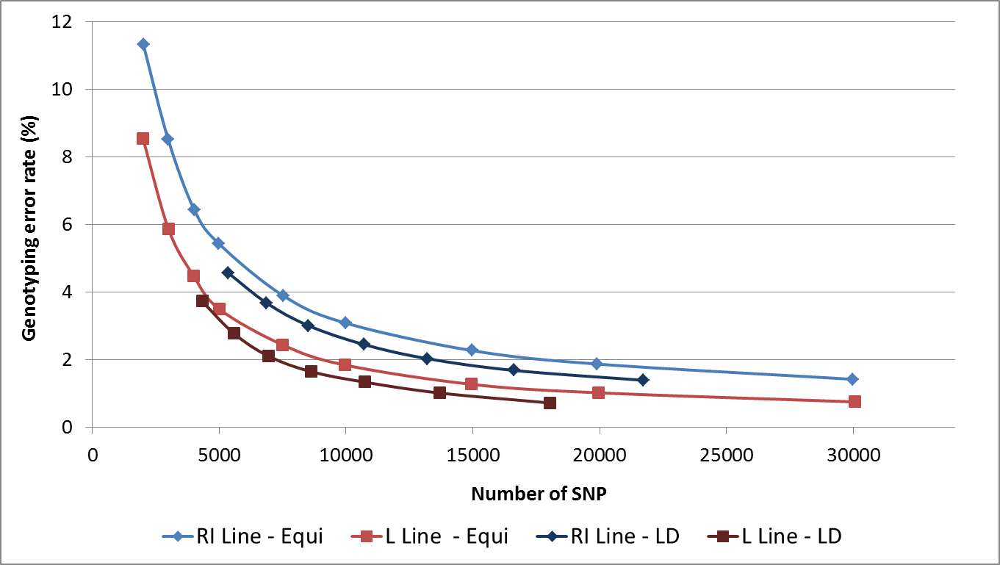 12
10
8
6
4
2
0
Genotyping error rate (%)
0 5000 10000 15000 20000 25000 30000
Number of SNP
RI Line - Equi L Line - Equi RI Line - LD L Line - LD